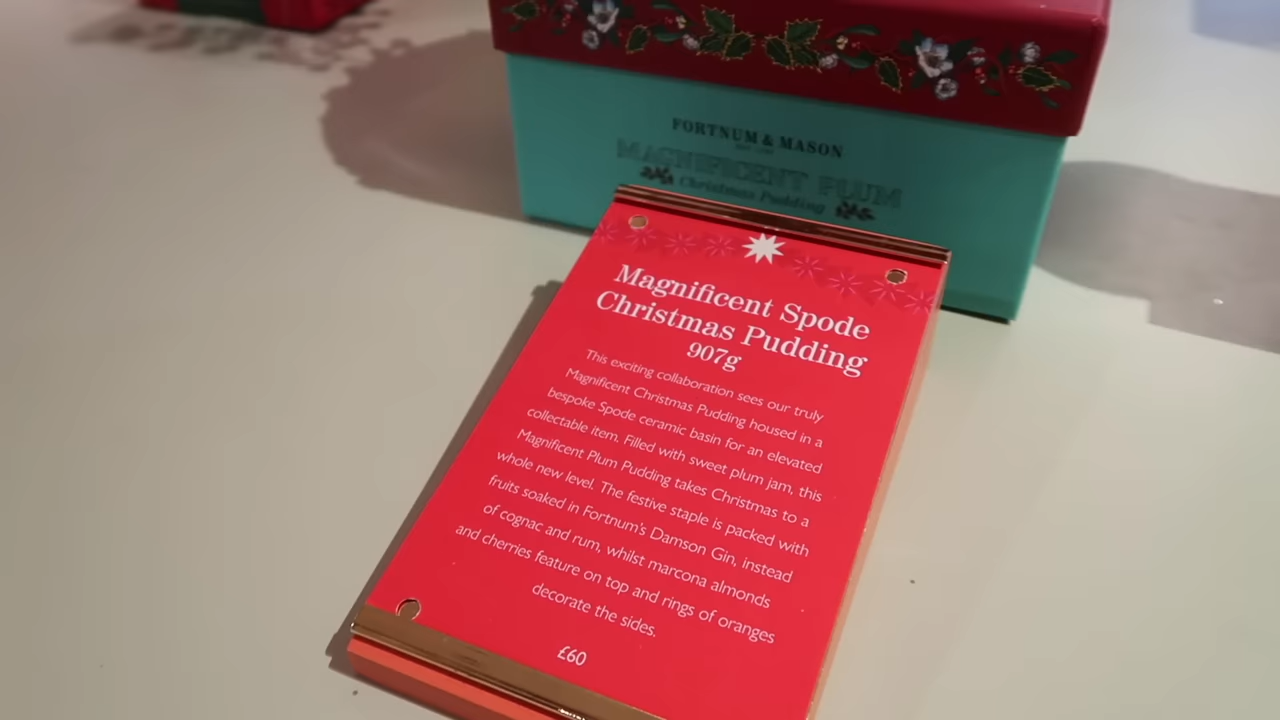 FORTNUM & MASON
MAGNIFICENT PLUM
Christmas Pudding
Magnificent Spode
Christmas Pudding
907g
This exciting collaboration sees our truly
Magnificent Christmas Pudding housed in a
bespoke Spode ceramic basin for an elevated
collectable item. Filled with sweet plum jam, this
Magnificent Plum Pudding takes Christmas to a
whole new level. The festive staple is packed with
fruits soaked in Fortnum's Damson Gin, instead
of cognac and rum, whilst marcona almonds
and cherries feature on top and rings of oranges
decorate the sides.
£60